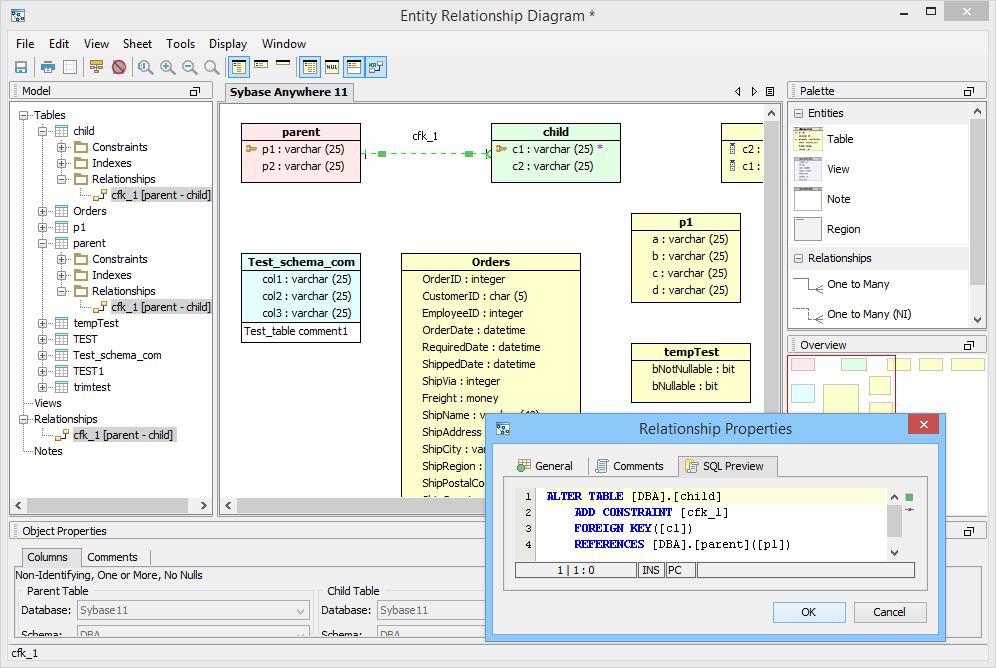 Entity Relationship Diagram *
File Edit View Sheet Tools Display Window
NUL
Model
Tables
child
Constraints
Indexes
Relationships
cfk_1 [parent - child]
Orders
p1
parent
Constraints
Indexes
Relationships
cfk_1 [parent - child]
tempTest
TEST
Test_schema_com
TEST1
trimtest
Views
Relationships
cfk_1 [parent - child]
Notes
Sybase Anywhere 11
parent
p1 : varchar (25)
p2 : varchar (25)
cfk_1
child
c1 : varchar (25) *
c2 : varchar (25)
c2 :
c1 :
p1
a : varchar (25)
b : varchar (25)
c : varchar (25)
d : varchar (25)
Test_schema_com
col1 : varchar (25)
col2 : varchar (25)
col3 : varchar (25)
Test_table comment1
Orders
OrderID : integer
CustomerID : char (5)
EmployeeID : integer
OrderDate : datetime
RequiredDate : datetime
ShippedDate : datetime
ShipVia : integer
Freight : money
ShipName :
ShipAddress
ShipCity : var
ShipRegion :
ShipPostalCo
tempTest
bNotNullable : bit
bNullable : bit
Palette
Entities
Table
View
Note
Region
Relationships
One to Many
One to Many (NI)
Overview
Object Properties
Columns Comments
Non-Identifying, One or More, No Nulls
Parent Table Child Table
Database: Sybase11 Database: Sybase11
Schema: DBA Schema: DBA
cfk_1
Relationship Properties
General Comments SQL Preview
1 ALTER TABLE [DBA].[child]
2 ADD CONSTRAINT [cfk_1]
3 FOREIGN KEY([c1])
4 REFERENCES [DBA].[parent]([p1])
1 | 1 : 0 INS PC
OK Cancel